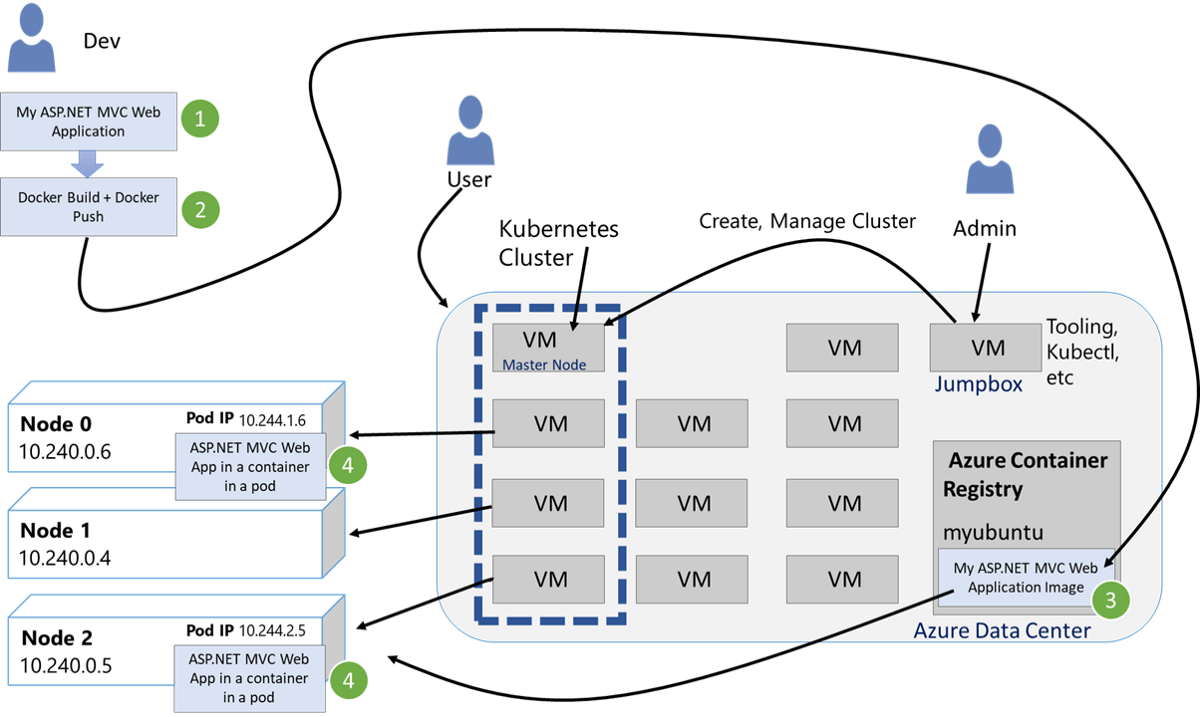 Dev
My ASP.NET MVC Web
Application
1
Docker Build + Docker
Push
2
User
Kubernetes
Cluster
Create, Manage Cluster
Admin
VM
Master Node
VM
VM
Jumpbox
Tooling,
Kubectl,
etc
VM
VM
VM
VM
VM
VM
VM
VM
VM
Azure Container
Registry
myubuntu
My ASP.NET MVC Web
Application Image
3
Azure Data Center
Node 0
10.240.0.6
Pod IP 10.244.1.6
ASP.NET MVC Web
App in a container
in a pod
4
Node 1
10.240.0.4
Node 2
10.240.0.5
Pod IP 10.244.2.5
ASP.NET MVC Web
App in a container
in a pod
4